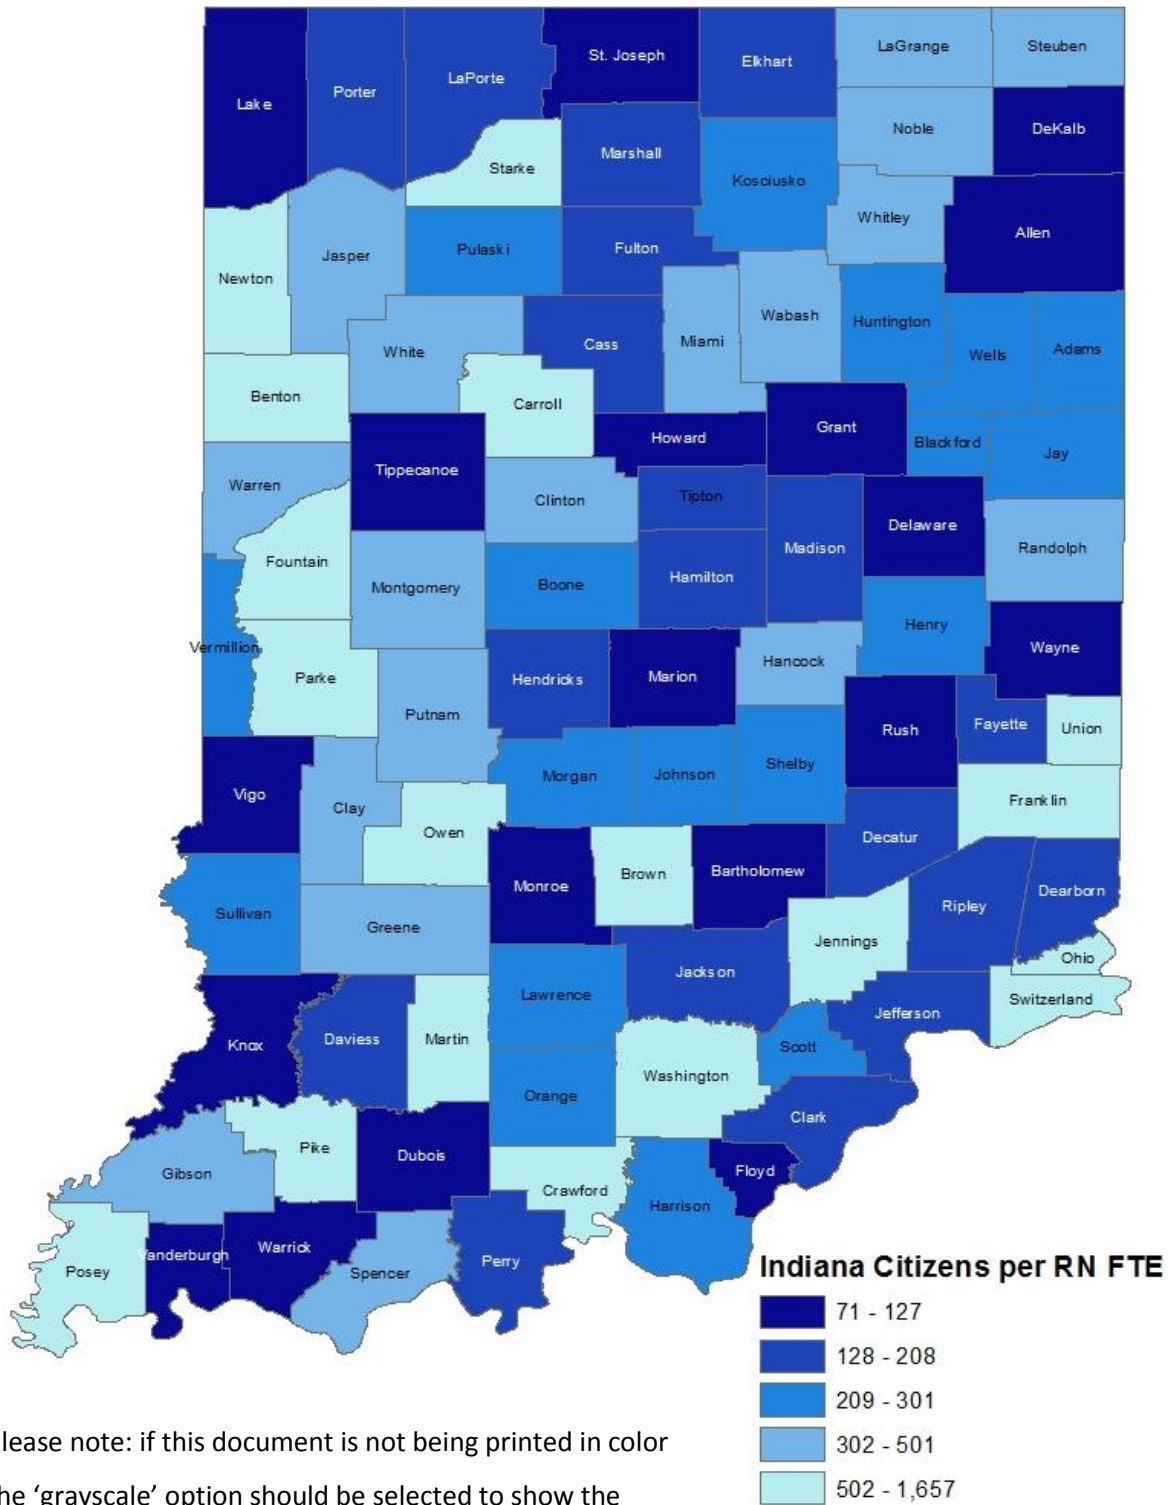 LaGrange
Steuben
St. Joseph
Elkhart
LaPorte
Porter
Lake
Noble
DeKalb
Marshall
Starke
Kosciusko
Whitley
Allen
Fulton
Pulaski
Jasper
Newton
Wabash
Huntington
Miami
Cass
White
Wells
Adams
Benton
Carroll
Grant
Howard
Blackford
Jay
Tippecanoe
Warren
Clinton
Tipton
Delaware
Madison
Randolph
Fountain
Hamilton
Boone
Montgomery
Henry
Vermillion
Wayne
Hancock
Marion
Hendricks
Parke
Putnam
Rush
Fayette
Union
Shelby
Johnson
Morgan
Vigo
Clay
Franklin
Owen
Decatur
Brown
Bartholomew
Monroe
Dearborn
Ripley
Sullivan
Greene
Jennings
Ohio
Jackson
Lawrence
Switzerland
Jefferson
Knox
Daviess
Martin
Scott
Washington
Orange
Clark
Pike
Dubois
Gibson
Floyd
Crawford
Harrison
Vanderburgh
Warrick
Posey
Spencer
Perry
Indiana Citizens per RN FTE
71 - 127
128 - 208
209 - 301
302 - 501
502 - 1,657
lease note: if this document is not being printed in color
he ‘grayscale’ option should be selected to show the